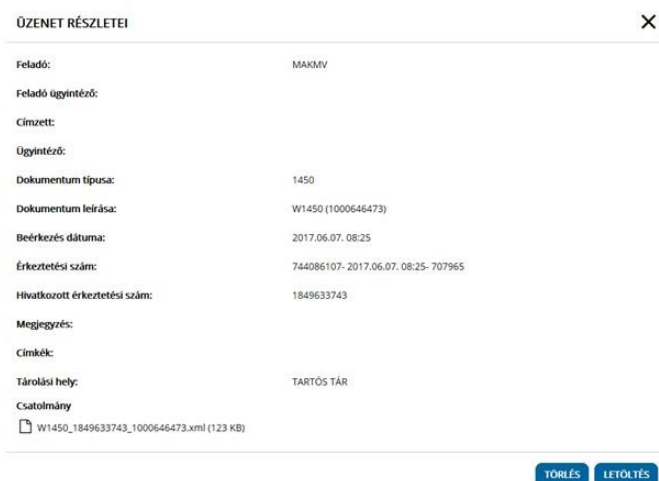 ÜZENET RÉSZLETEI
Feladó: MAKMV
Feladó ügyintéző:
Címzett:
Ügyintéző:
Dokumentum típusa: 1450
Dokumentum leírása: W1450 (1000646473)
Beérkezés dátuma: 2017.06.07. 08:25
Érkeztetési szám: 744086107- 2017.06.07. 08:25- 707965
Hivatkozott érkeztetési szám: 1849633743
Megjegyzés:
Címkék:
Tárolási hely: TARTÓS TÁR
Csatolmány
W1450_1849633743_1000646473.xml (123 KB)
TÖRLÉS LETÖLTÉS